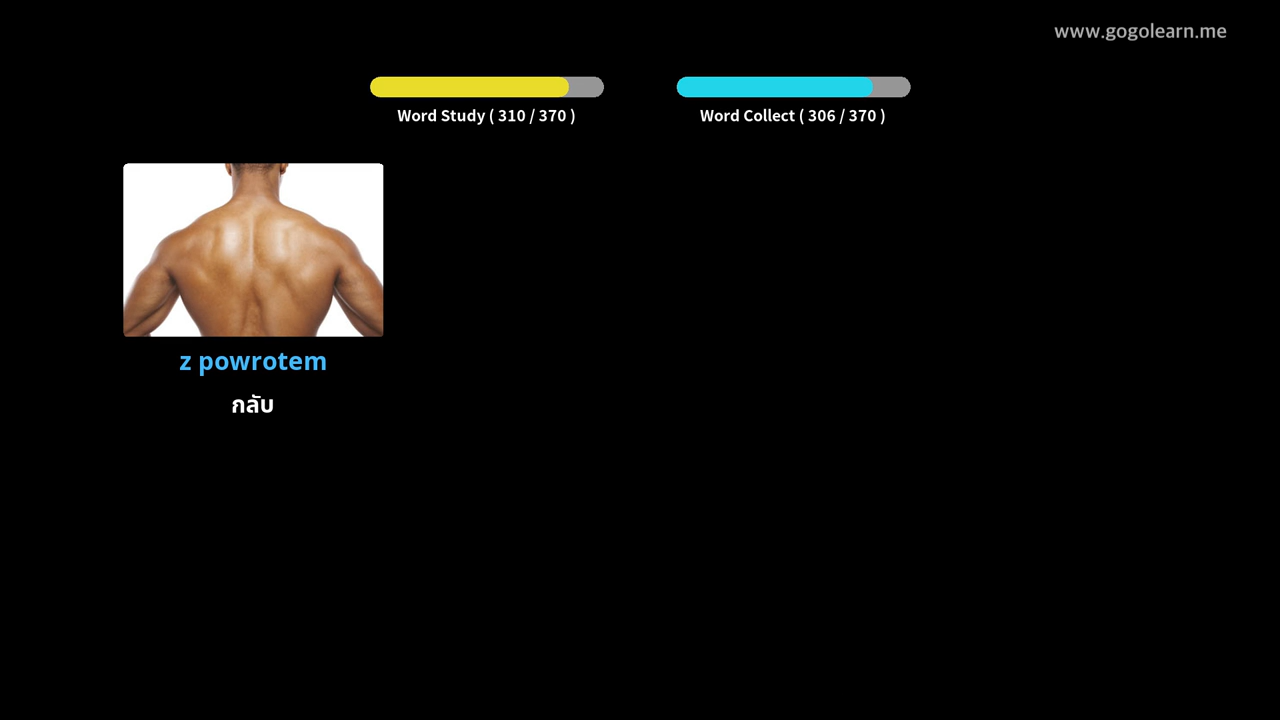 www.gogolearn.me
Word Study ( 310 / 370 )
Word Collect ( 306 / 370 )
z powrotem
กลับ